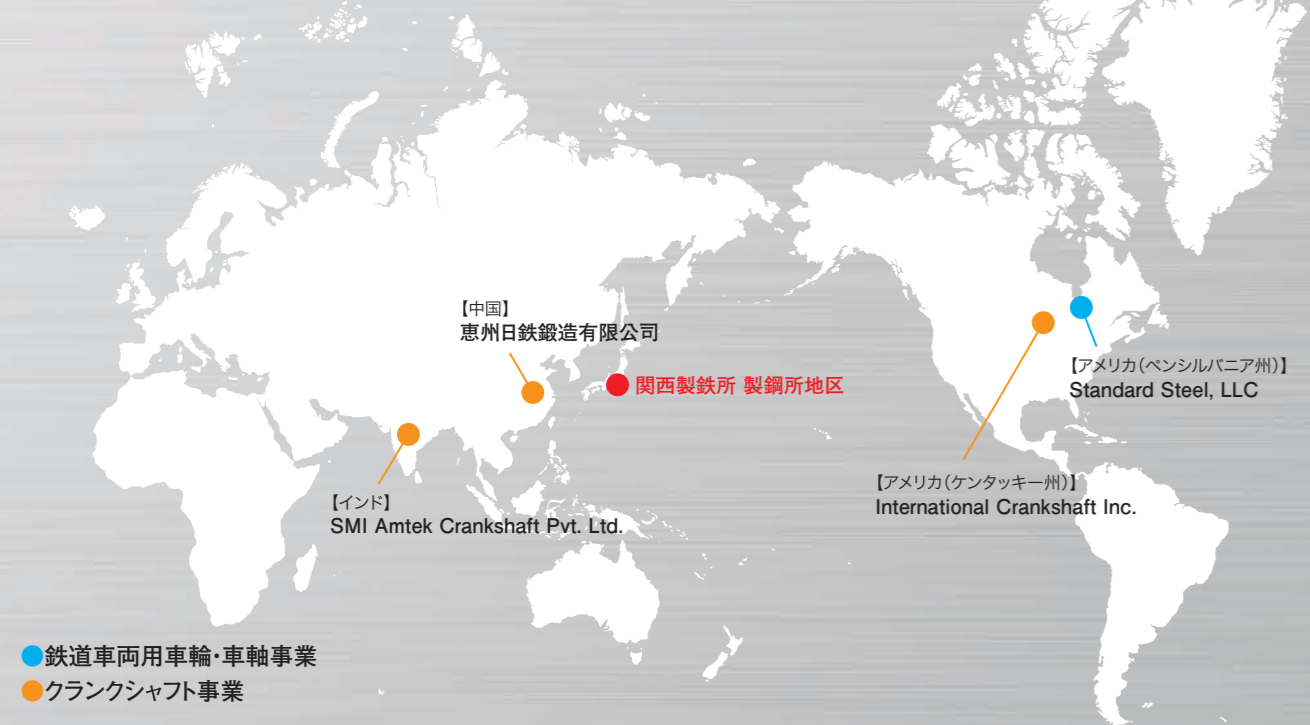 【中国】
恵州日鉄鍛造有限公司
関西製鉄所 製鋼所地区
【アメリカ(ペンシルバニア州)】
Standard Steel, LLC
【インド】
SMI Amtek Crankshaft Pvt. Ltd.
【アメリカ(ケンタッキー州)】
International Crankshaft Inc.
鉄道車両用車輪・車軸事業
クランクシャフト事業